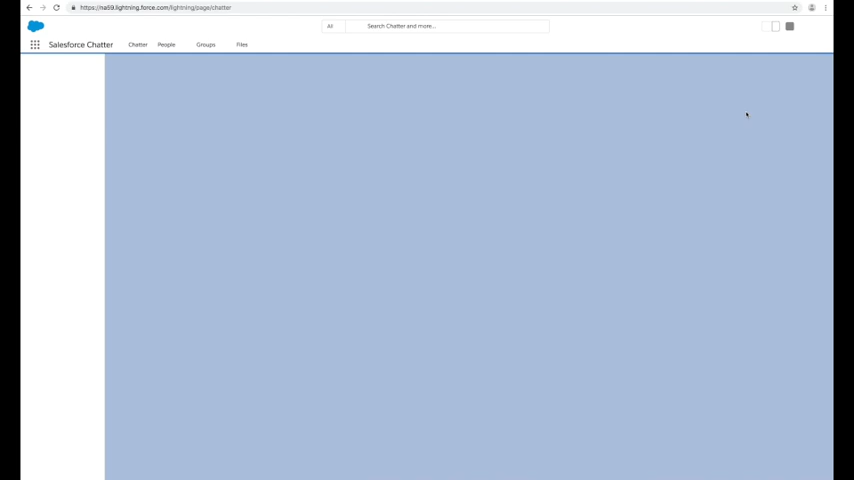 https://na59.lightning.force.com/lightning/page/chatter
All Search Chatter and more...
Salesforce Chatter Chatter People Groups Files